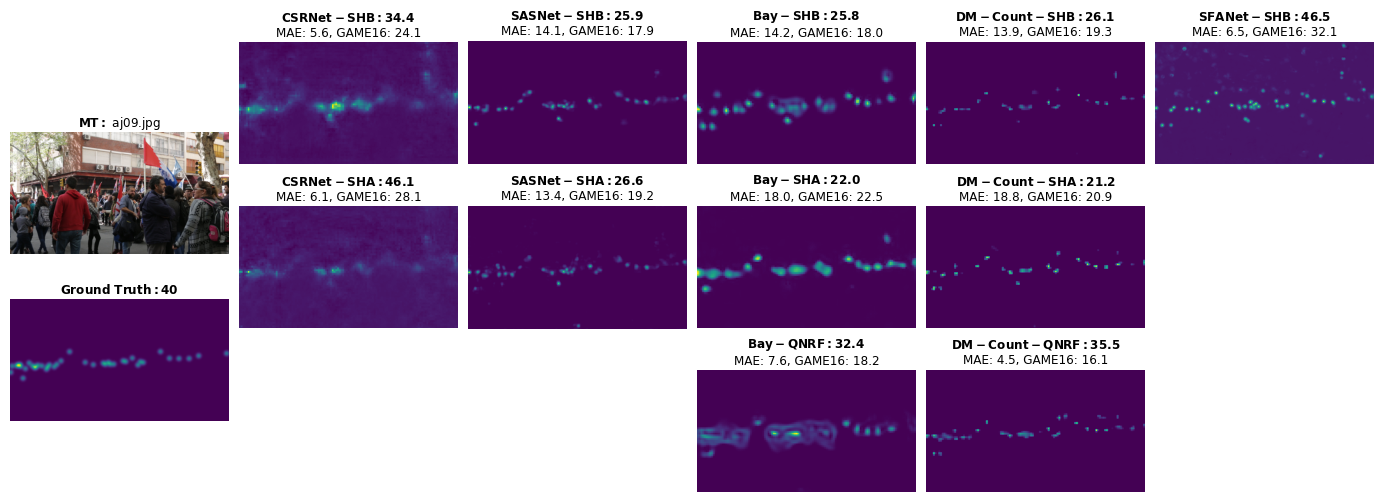 CSRNet − SHB : 34.4
MAE: 5.6, GAME16: 24.1
SASNet − SHB : 25.9
MAE: 14.1, GAME16: 17.9
Bay − SHB : 25.8
MAE: 14.2, GAME16: 18.0
DM − Count − SHB : 26.1
MAE: 13.9, GAME16: 19.3
SFANet − SHB : 46.5
MAE: 6.5, GAME16: 32.1
MT : aj09.jpg
CSRNet − SHA : 46.1
MAE: 6.1, GAME16: 28.1
SASNet − SHA : 26.6
MAE: 13.4, GAME16: 19.2
Bay − SHA : 22.0
MAE: 18.0, GAME16: 22.5
DM − Count − SHA : 21.2
MAE: 18.8, GAME16: 20.9
Ground Truth : 40
Bay − QNRF : 32.4
MAE: 7.6, GAME16: 18.2
DM − Count − QNRF : 35.5
MAE: 4.5, GAME16: 16.1